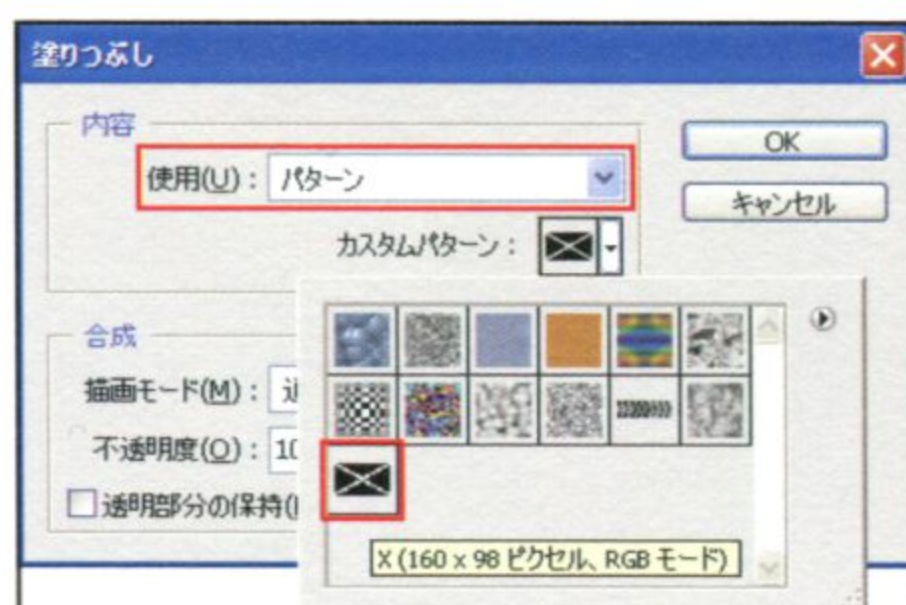 塗りつぶし
内容
使用(U): パターン
OK
キャンセル
カスタムパターン:
合成
描画モード(M):
不透明度(O): 10
透明部分の保持(
X (160 x 98 ピクセル、RGB モード)